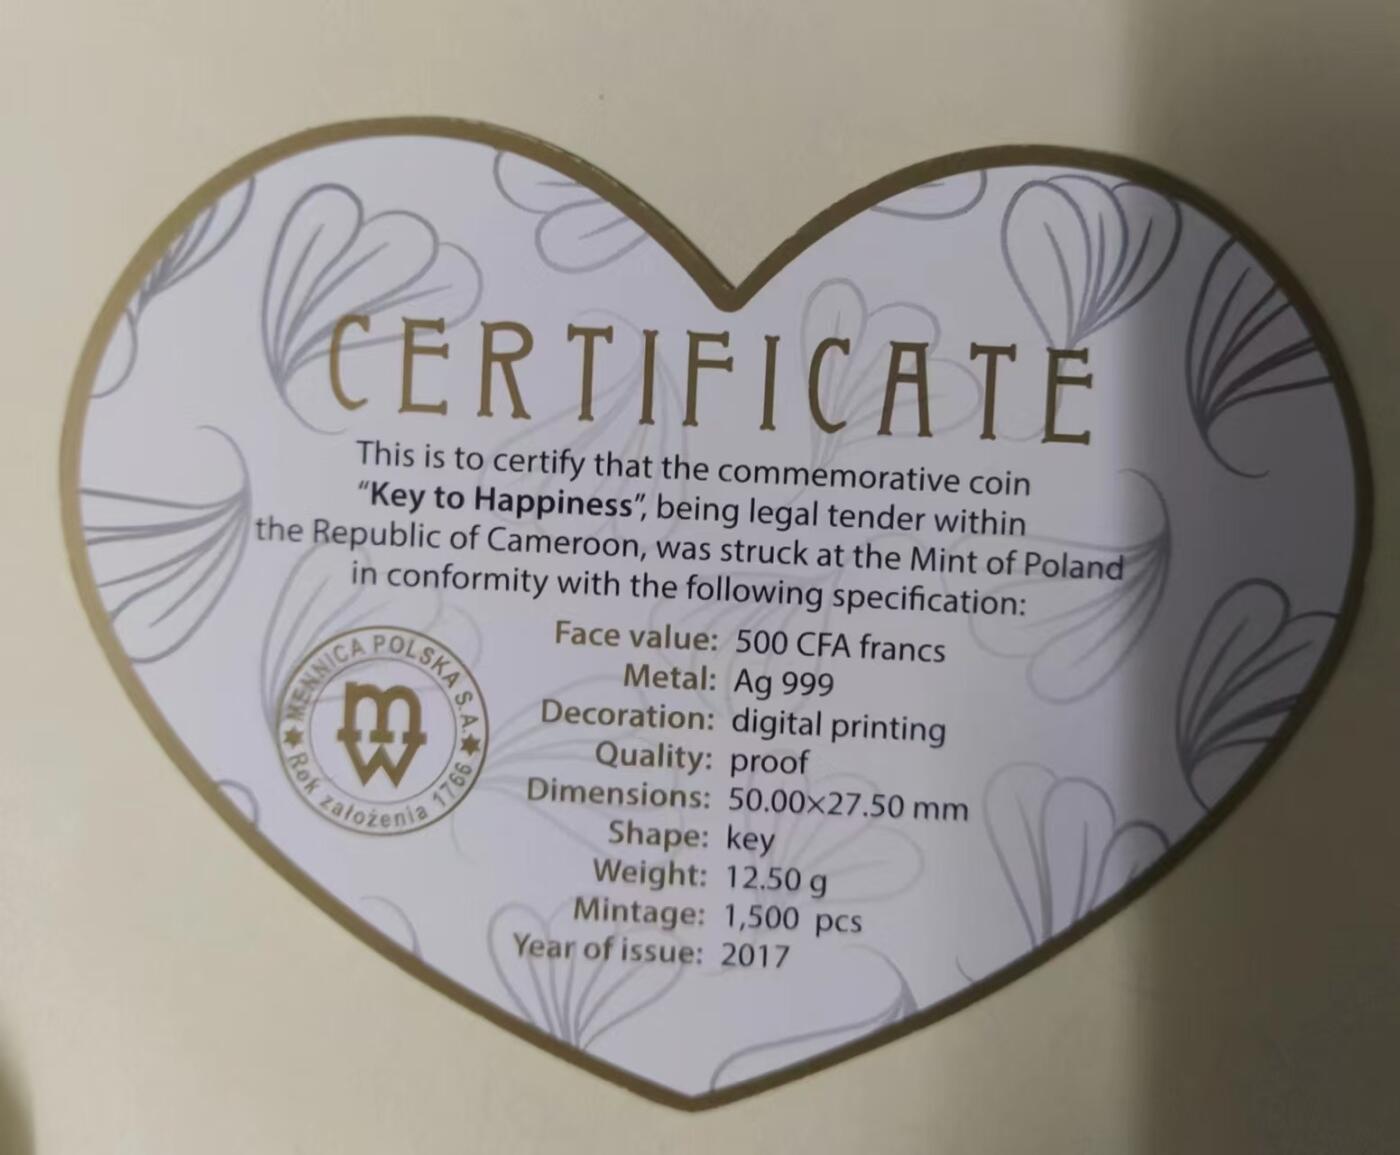 CERTIFICATE
This is to certify that the commemorative coin
“Key to Happiness”, being legal tender within
the Republic of Cameroon, was struck at the Mint of Poland
in conformity with the following specification:
Face value: 500 CFA francs
Metal: Ag 999
Decoration: digital printing
Quality: proof
Dimensions: 50.00×27.50 mm
Shape: key
Weight: 12.50 g
Mintage: 1,500 pcs
Year of issue: 2017
MENNICA POLSKA S.A.
Rok założenia 1766
mw